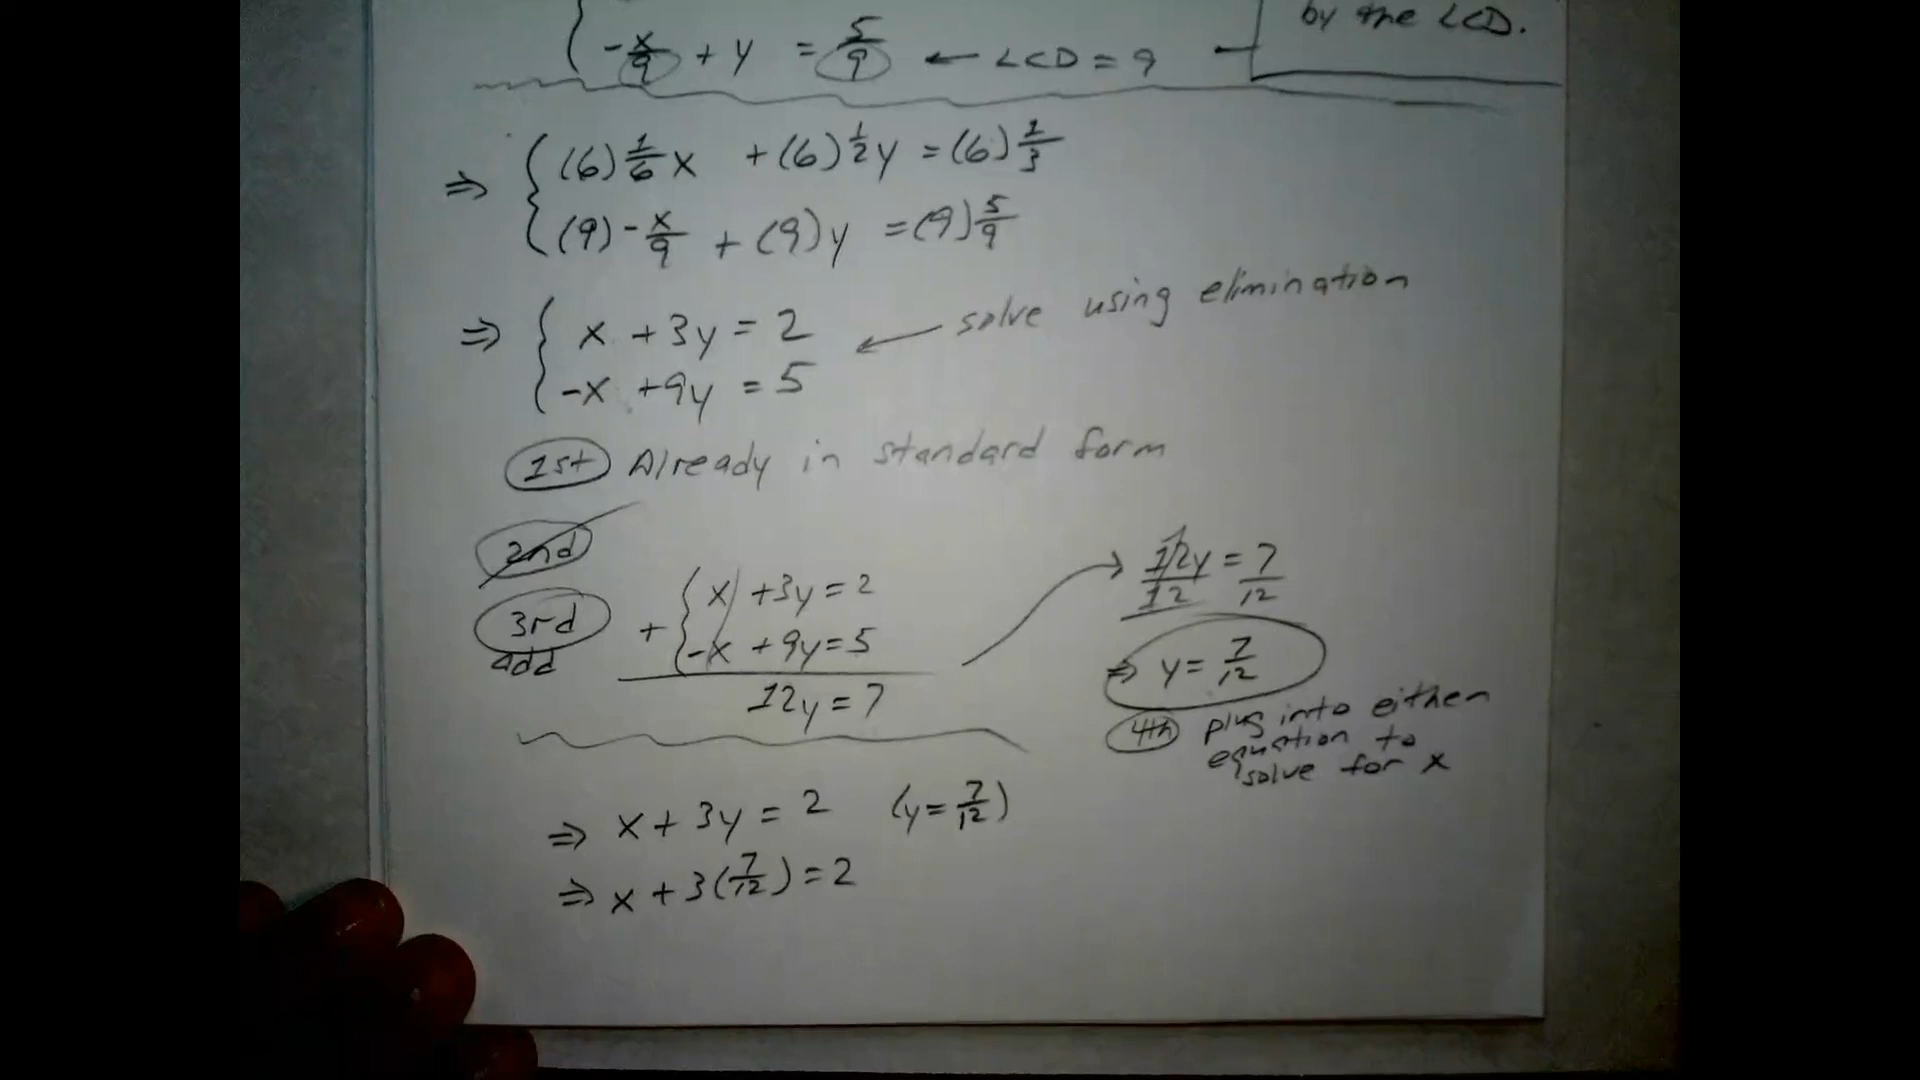 by the LCD.
{ -x/9 + y = 5/9 ← LCD = 9
⇒ { (6) 1/6 x + (6) 1/2 y = (6) 1/3
(9) -x/9 + (9) y = (9) 5/9
⇒ { x + 3y = 2 ← solve using elimination
-x + 9y = 5
1st Already in standard form
2nd
3rd
add
+ { x + 3y = 2
-x + 9y = 5
12y = 7
→ 12y/12 = 7/12
⇒ y = 7/12
4th plug into either
equation to
solve for x
⇒ x + 3y = 2 (y = 7/12)
⇒ x + 3(7/12) = 2